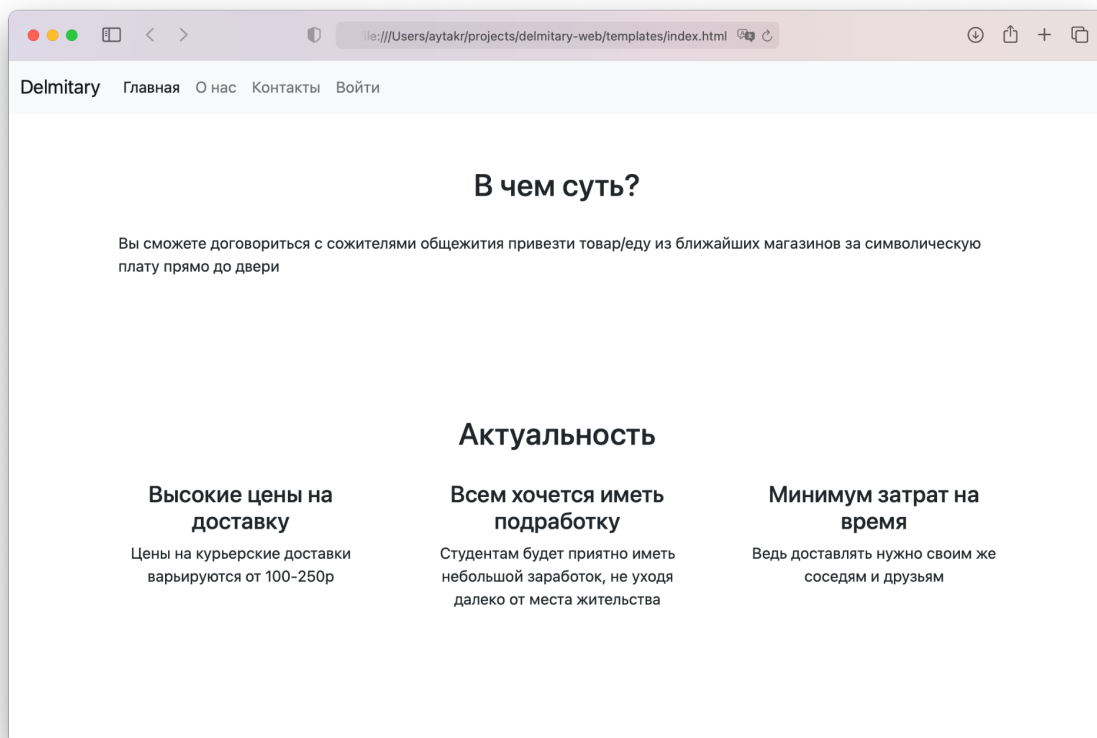 ile:///Users/aytakr/projects/delmitary-web/templates/index.html
Delmitary Главная О нас Контакты Войти
В чем суть?
Вы сможете договориться с сожителями общежития привезти товар/еду из ближайших магазинов за символическую
плату прямо до двери
Актуальность
Высокие цены на
доставку
Цены на курьерские доставки
варьируются от 100-250р
Всем хочется иметь
подработку
Студентам будет приятно иметь
небольшой заработок, не уходя
далеко от места жительства
Минимум затрат на
время
Ведь доставлять нужно своим же
соседям и друзьям